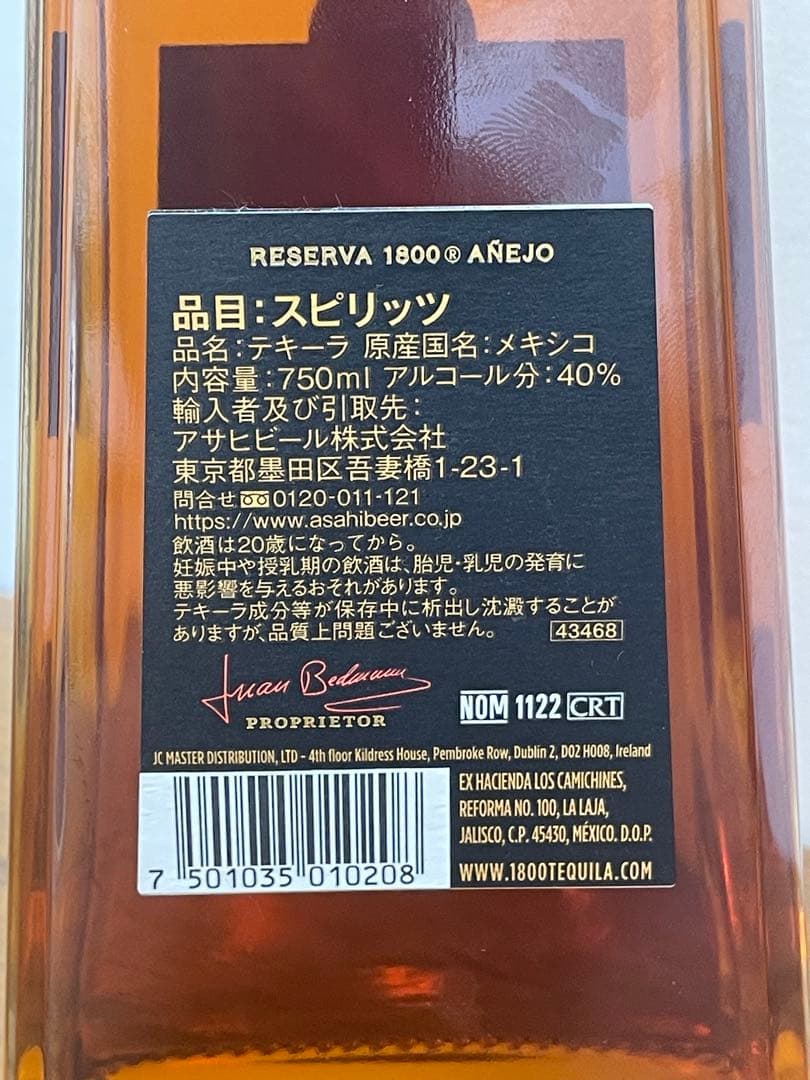 RESERVA 1800® AÑEJO
品目:スピリッツ
品名:テキーラ 原産国名:メキシコ
内容量:750ml アルコール分:40%
輸入者及び引取先:
アサヒビール株式会社
東京都墨田区吾妻橋1-23-1
問合せ 0120-011-121
https://www.asahibeer.co.jp
飲酒は20歳になってから。
妊娠中や授乳期の飲酒は、胎児・乳児の発育に
悪影響を与えるおそれがあります。
テキーラ成分等が保存中に析出し沈澱することが
ありますが、品質上問題ございません。 43468
Juan Beckmann
PROPRIETOR
NOM 1122 CRT
JC MASTER DISTRIBUTION, LTD - 4th floor Kildress House, Pembroke Row, Dublin 2, D02 H008, Ireland
EX HACIENDA LOS CAMICHINES,
REFORMA NO. 100, LA LAJA,
JALISCO, C.P. 45430, MÉXICO. D.O.P.
WWW.1800TEQUILA.COM
7 501035 010208